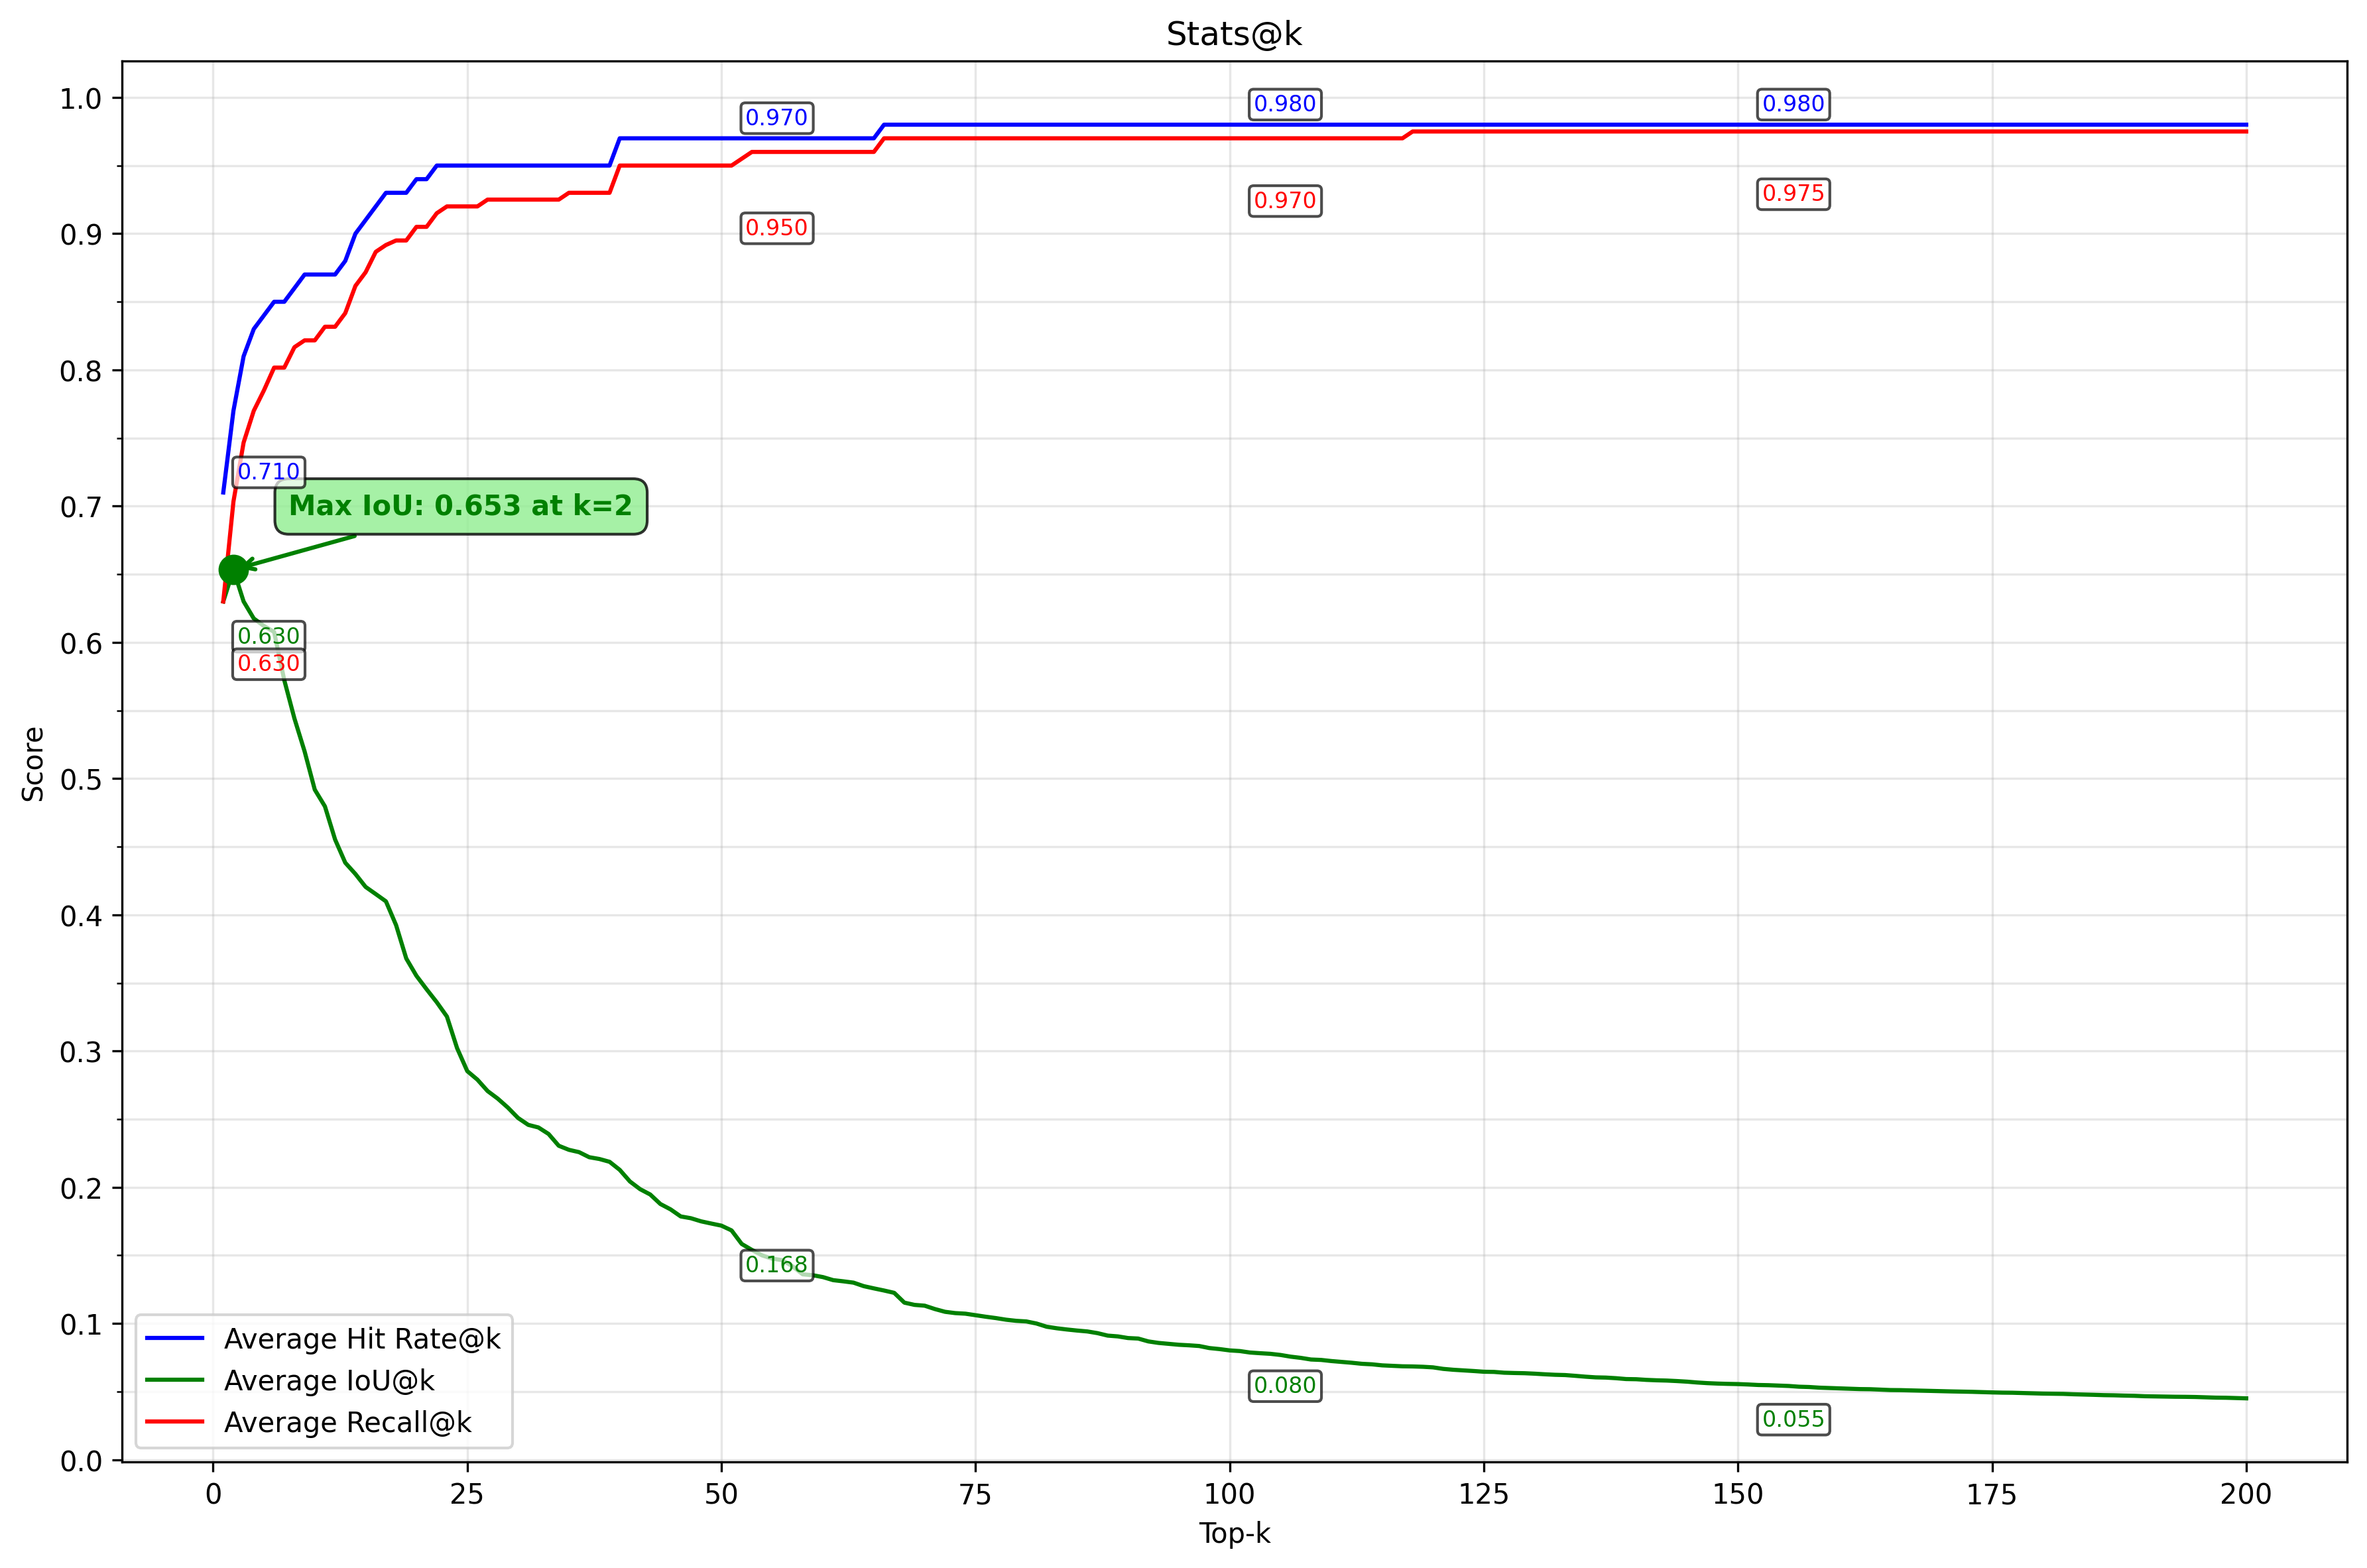 Stats@k
1.0
0.9
0.8
0.7
0.6
0.5
0.4
0.3
0.2
0.1
0.0
Score
0.970
0.980
0.980
0.950
0.970
0.975
0.710
Max IoU: 0.653 at k=2
0.630
0.630
0.168
0.080
0.055
Average Hit Rate@k
Average IoU@k
Average Recall@k
0 25 50 75 100 125 150 175 200
Top-k